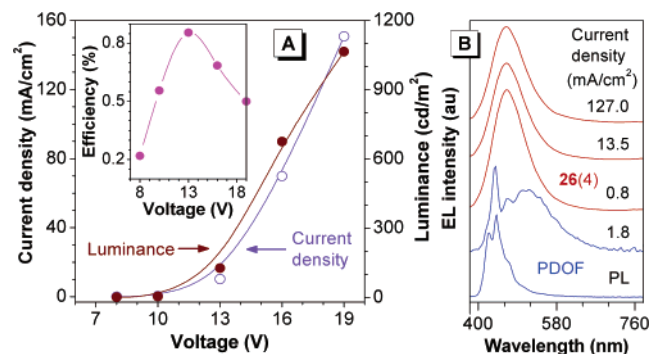 A
Current density (mA/cm²)
160
120
80
40
0
7
10
13
16
19
Voltage (V)
Efficiency (%)
0.8
0.5
0.2
8
13
18
Voltage (V)
Luminance
Current
density
1200
900
600
300
0
Luminance (cd/m²)
B
EL intensity (au)
Current
density
(mA/cm²)
127.0
13.5
26(4)
0.8
1.8
PDOF
PL
400
580
760
Wavelength (nm)